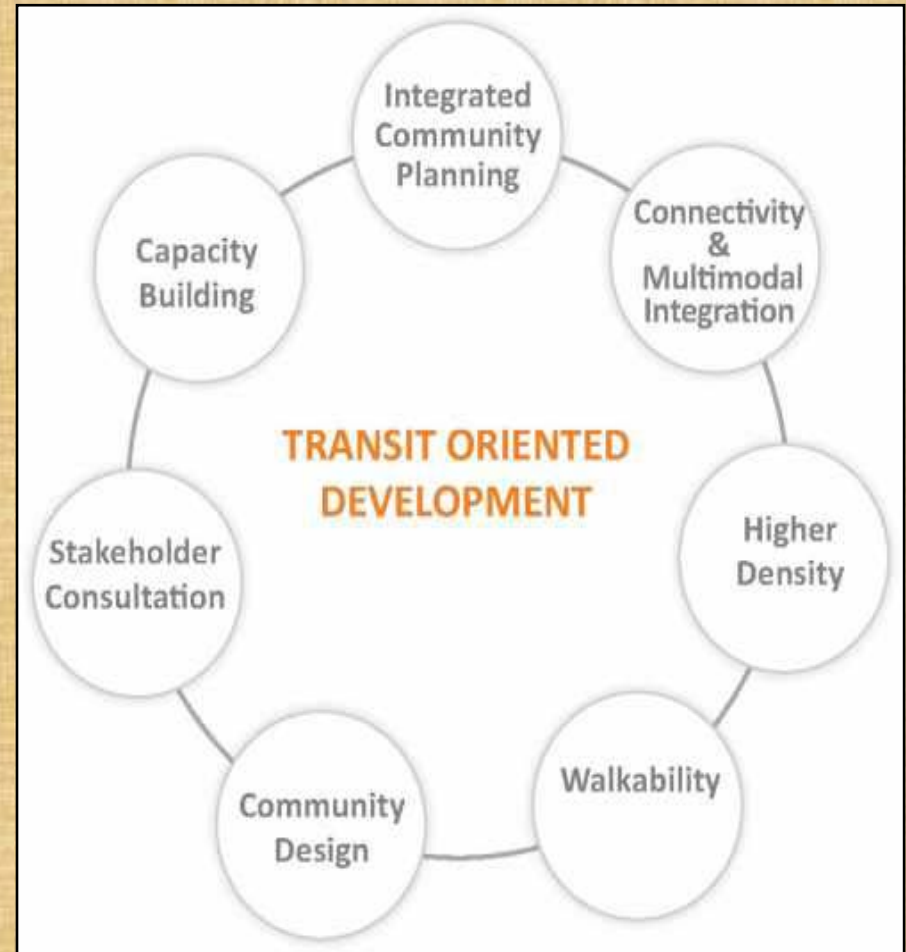 Integrated
Community
Planning
Connectivity
&
Multimodal
Integration
Higher
Density
Walkability
Community
Design
Stakeholder
Consultation
Capacity
Building
TRANSIT ORIENTED
DEVELOPMENT